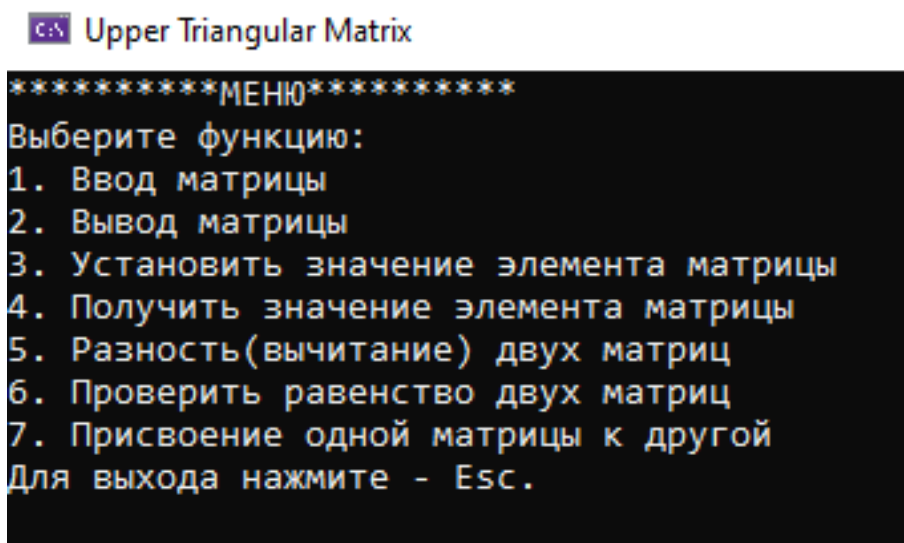 Upper Triangular Matrix
**********МЕНЮ**********
Выберите функцию:
1. Ввод матрицы
2. Вывод матрицы
3. Установить значение элемента матрицы
4. Получить значение элемента матрицы
5. Разность(вычитание) двух матриц
6. Проверить равенство двух матриц
7. Присвоение одной матрицы к другой
Для выхода нажмите - Esc.